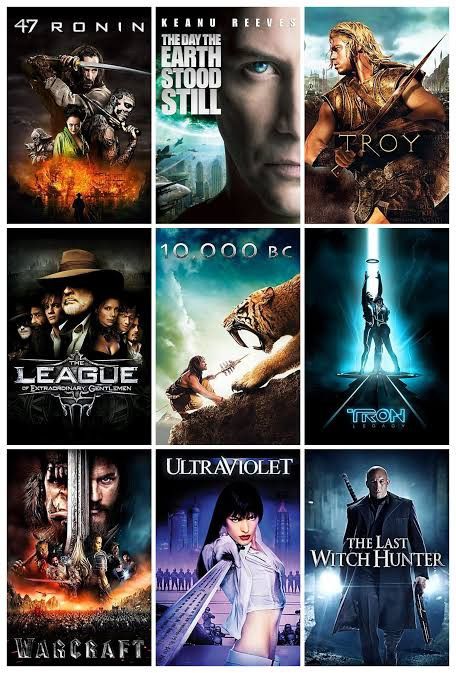 47 RONIN
KEANU REEVES
THE DAY THE
EARTH
STOOD
STILL
TROY
THE
LEAGUE
OF EXTRAORDINARY GENTLEMEN
10,000 BC
TRON
LEGACY
WARCRAFT
ULTRAVIOLET
THE LAST
WITCH HUNTER